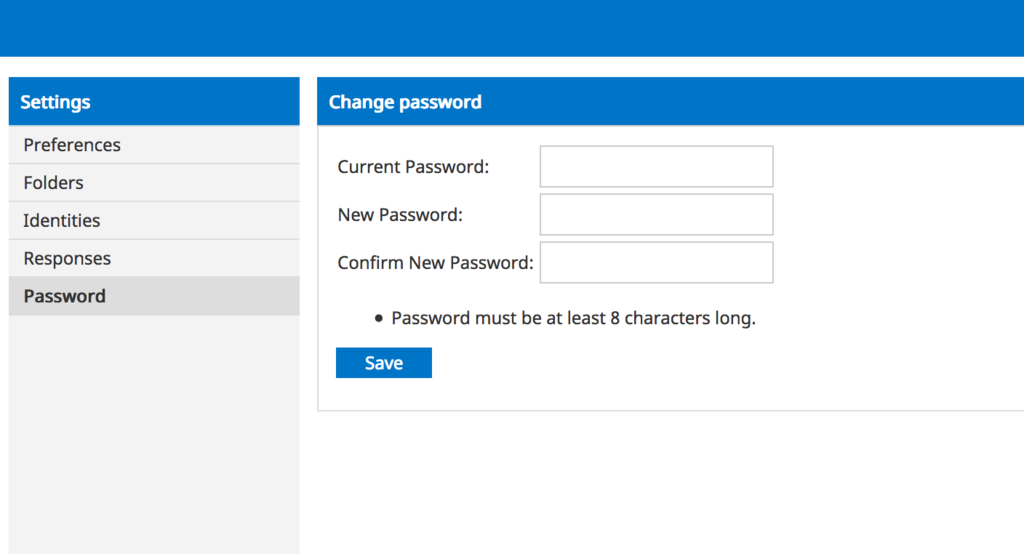 Settings
Preferences
Folders
Identities
Responses
Password
Change password
Current Password:
New Password:
Confirm New Password:
• Password must be at least 8 characters long.
Save